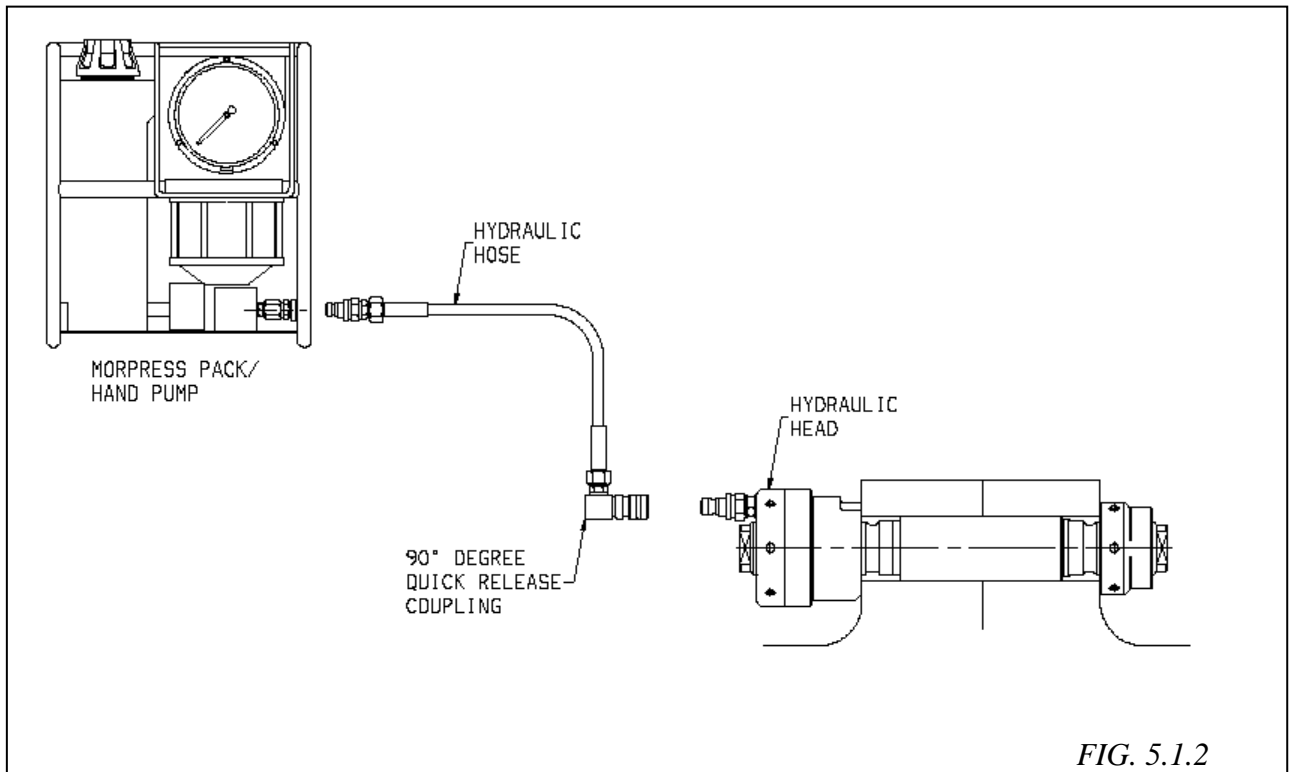 HYDRAULIC
HOSE
MORPRESS PACK/
HAND PUMP
HYDRAULIC
HEAD
90° DEGREE
QUICK RELEASE
COUPLING
FIG. 5.1.2